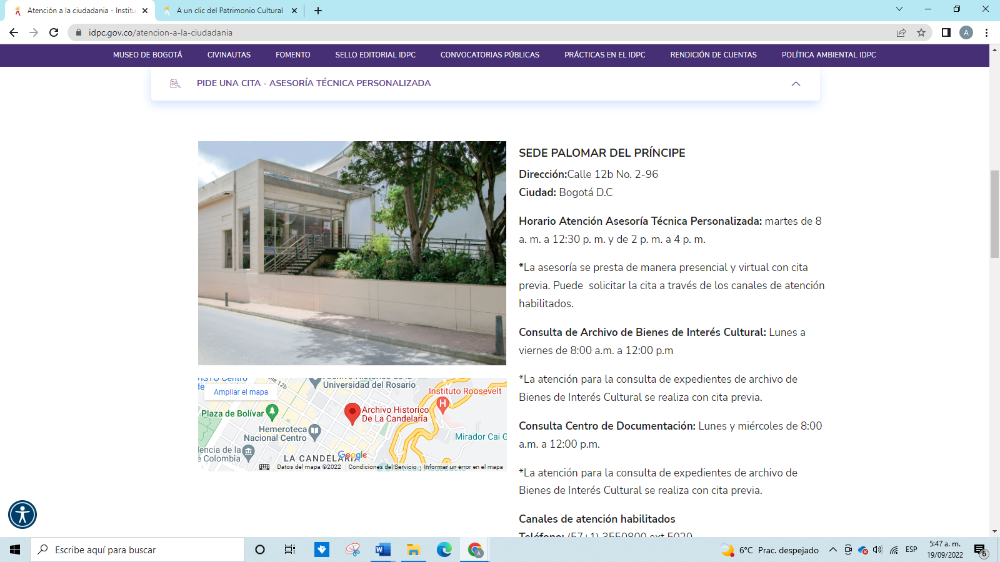 Atención a la ciudadania - Institu
A un clic del Patrimonio Cultural
idpc.gov.co/atencion-a-la-ciudadania
A
MUSEO DE BOGOTÁ CIVINAUTAS FOMENTO SELLO EDITORIAL IDPC CONVOCATORIAS PÚBLICAS PRÁCTICAS EN EL IDPC RENDICIÓN DE CUENTAS POLÍTICA AMBIENTAL IDPC
PIDE UNA CITA - ASESORÍA TÉCNICA PERSONALIZADA
SEDE PALOMAR DEL PRÍNCIPE
Dirección:Calle 12b No. 2-96
Ciudad: Bogotá D.C
Horario Atención Asesoría Técnica Personalizada: martes de 8
a. m. a 12:30 p. m. y de 2 p. m. a 4 p. m.
*La asesoría se presta de manera presencial y virtual con cita
previa. Puede solicitar la cita a través de los canales de atención
habilitados.
Consulta de Archivo de Bienes de Interés Cultural: Lunes a
viernes de 8:00 a.m. a 12:00 p.m
*La atención para la consulta de expedientes de archivo de
Bienes de Interés Cultural se realiza con cita previa.
Consulta Centro de Documentación: Lunes y miércoles de 8:00
a.m. a 12:00 p.m.
*La atención para la consulta de expedientes de archivo de
Bienes de Interés Cultural se realiza con cita previa.
Canales de atención habilitados
Teléfono: (57+1) 3550800 ext 5020
VISTO Centro
Calle 12b
Archivo Histórico de la
Universidad del Rosario
Ampliar el mapa
Instituto Roosevelt
H
Plaza de Bolívar
Archivo Historico
De La Candelaria
Hemeroteca
Nacional Centro
Mirador Cai G
lencia de la
e Colombia
LA CANDELARIA
Google
Datos del mapa ©2022 Condiciones del Servicio Informar un error en el mapa
Escribe aquí para buscar
W
A
6°C Prac. despejado
ESP
5:47 a. m.
19/09/2022
6